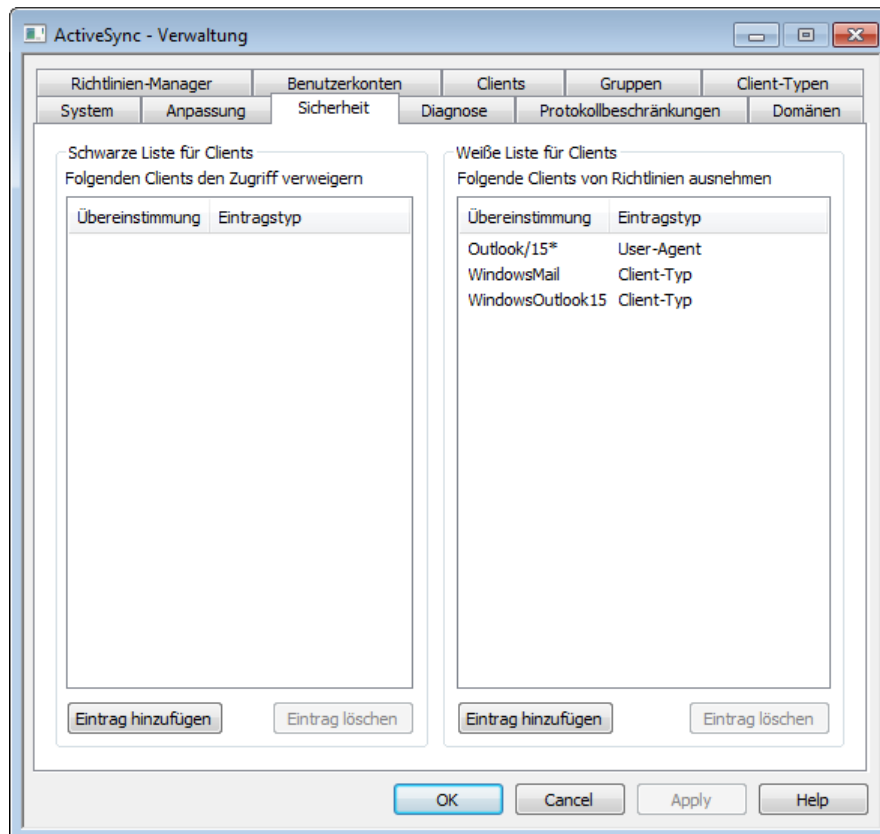 ActiveSync - Verwaltung
Richtlinien-Manager Benutzerkonten Clients Gruppen Client-Typen
System Anpassung Sicherheit Diagnose Protokollbeschränkungen Domänen
Schwarze Liste für Clients
Folgenden Clients den Zugriff verweigern
Übereinstimmung Eintragstyp
Eintrag hinzufügen Eintrag löschen
Weiße Liste für Clients
Folgende Clients von Richtlinien ausnehmen
Übereinstimmung Eintragstyp
Outlook/15* User-Agent
WindowsMail Client-Typ
WindowsOutlook15 Client-Typ
Eintrag hinzufügen Eintrag löschen
OK Cancel Apply Help